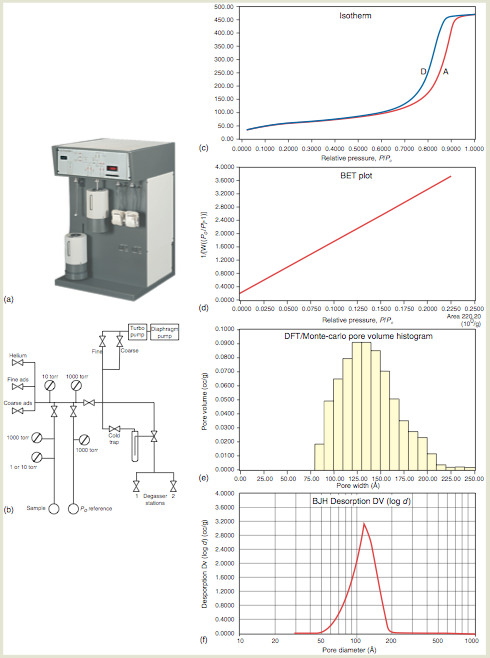 (a)
Helium
Fine ads
Coarse ads
10 torr
1000 torr
Fine
Coarse
Turbo
pump
Diaphragm
pump
1000 torr
1 or 10 torr
1000 torr
Cold
trap
1 Degasser 2
stations
Sample
P₀ reference
(b)
Isotherm
500.00
450.00
400.00
350.00
300.00
250.00
200.00
150.00
100.00
50.00
0.00
D
A
0.0000 0.1000 0.2000 0.3000 0.4000 0.5000 0.6000 0.7000 0.8000 0.9000 1.0000
Relative pressure, P/P₀
(c)
BET plot
4.0000
3.6000
3.2000
2.8000
2.4000
2.0000
1.6000
1.2000
0.8000
0.4000
0.0000
1/[W((P₀/P)-1)]
0.0000 0.0250 0.0500 0.0750 0.1000 0.1250 0.1500 0.1750 0.2000 0.2250 0.2500
Relative pressure, P/P₀
Area 220.20
(d)
DFT/Monte-carlo pore volume histogram
0.1000
0.0900
0.0800
0.0700
0.0600
0.0500
0.0400
0.0300
0.0200
0.0100
0.0000
Pore volume (cc/g)
0.00 25.00 50.00 75.00 100.00 125.00 150.00 175.00 200.00 225.00 250.00
Pore width (Å)
(e)
BJH Desorption DV (log d)
4.0000
3.6000
3.2000
2.8000
2.4000
2.0000
1.6000
1.2000
0.8000
0.4000
0.0000
Desporption Dv (log d) (cc/g)
10 20 50 100 200 500 1000
Pore diameter (Å)
(f)